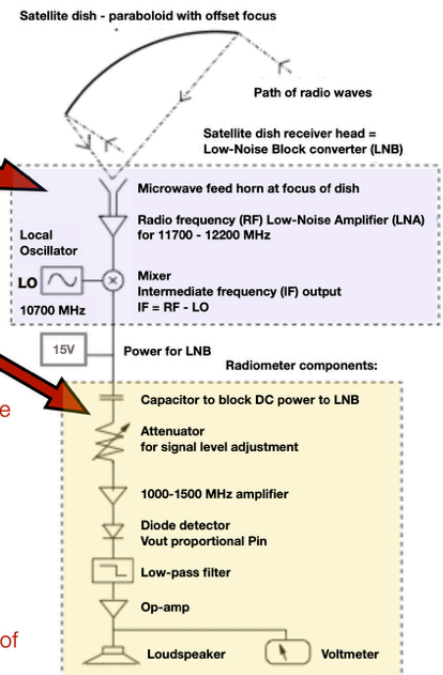 Satellite dish - paraboloid with offset focus
Path of radio waves
Satellite dish receiver head =
Low-Noise Block converter (LNB)
Microwave feed horn at focus of dish
Radio frequency (RF) Low-Noise Amplifier (LNA)
for 11700 - 12200 MHz
Local
Oscillator
LO
10700 MHz
Mixer
Intermediate frequency (IF) output
IF = RF - LO
15V
Power for LNB
Radiometer components:
Capacitor to block DC power to LNB
Attenuator
for signal level adjustment
1000-1500 MHz amplifier
Diode detector
Vout proportional Pin
Low-pass filter
Op-amp
of
Loudspeaker
Voltmeter